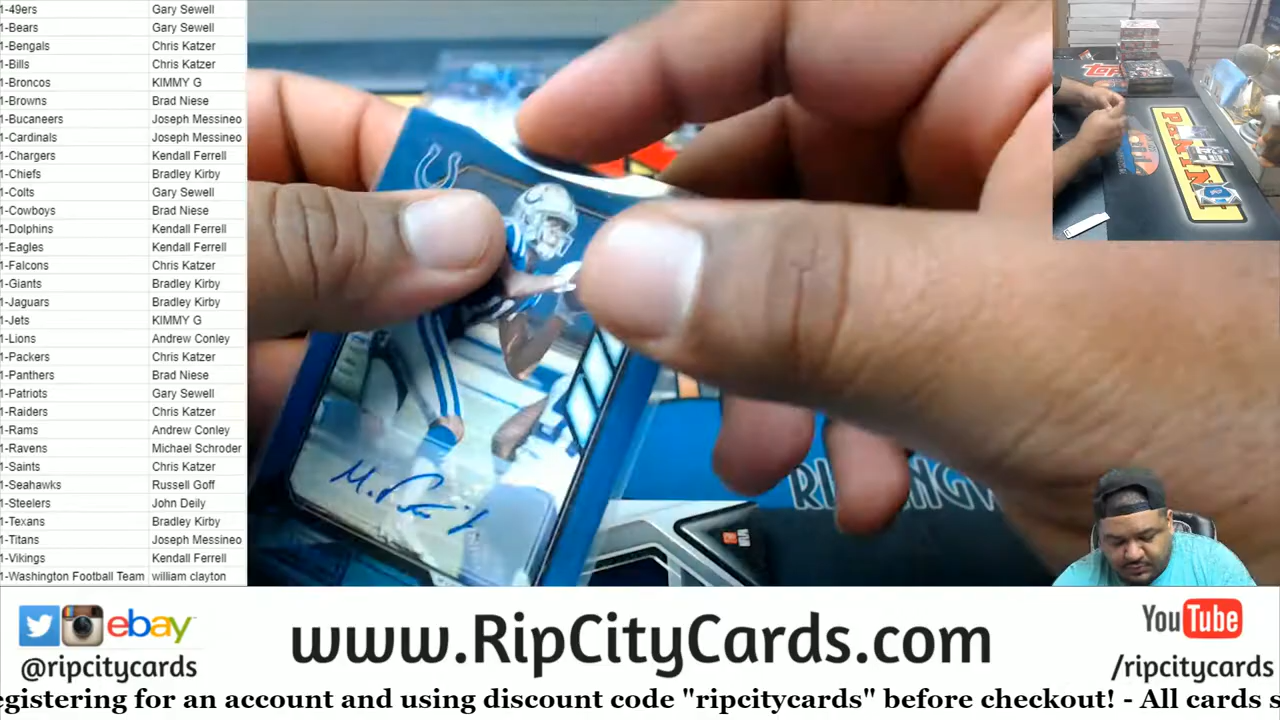 1-49ers Gary Sewell
1-Bears Gary Sewell
1-Bengals Chris Katzer
1-Bills Chris Katzer
1-Broncos KIMMY G
1-Browns Brad Niese
1-Bucaneers Joseph Messineo
1-Cardinals Joseph Messineo
1-Chargers Kendall Ferrell
1-Chiefs Bradley Kirby
1-Colts Gary Sewell
1-Cowboys Brad Niese
1-Dolphins Kendall Ferrell
1-Eagles Kendall Ferrell
1-Falcons Chris Katzer
1-Giants Bradley Kirby
1-Jaguars Bradley Kirby
1-Jets KIMMY G
1-Lions Andrew Conley
1-Packers Chris Katzer
1-Panthers Brad Niese
1-Patriots Gary Sewell
1-Raiders Chris Katzer
1-Rams Andrew Conley
1-Ravens Michael Schroder
1-Saints Chris Katzer
1-Seahawks Russell Goff
1-Steelers John Deily
1-Texans Bradley Kirby
1-Titans Joseph Messineo
1-Vikings Kendall Ferrell
1-Washington Football Team william clayton
TOPPS
PANINI
ebay
@ripcitycards
www.RipCityCards.com
YouTube
/ripcitycards
egistering for an account and using discount code "ripcitycards" before checkout! - All cards s